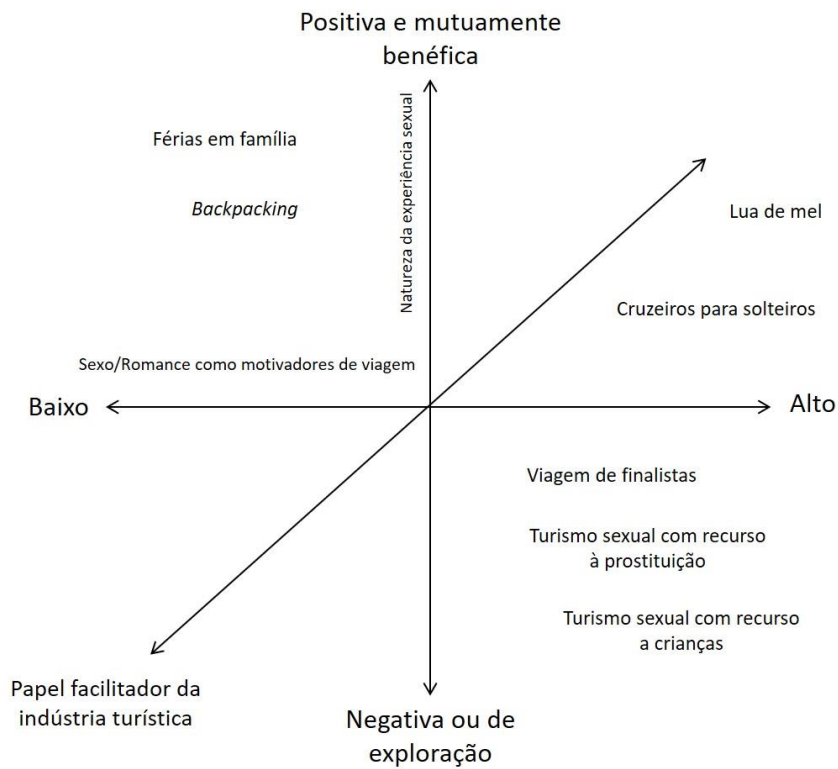 Positiva e mutuamente
benéfica
Natureza da experiência sexual
Férias em família
Backpacking
Lua de mel
Cruzeiros para solteiros
Sexo/Romance como motivadores de viagem
Baixo
Alto
Viagem de finalistas
Turismo sexual com recurso
à prostituição
Turismo sexual com recurso
a crianças
Papel facilitador da
indústria turística
Negativa ou de
exploração